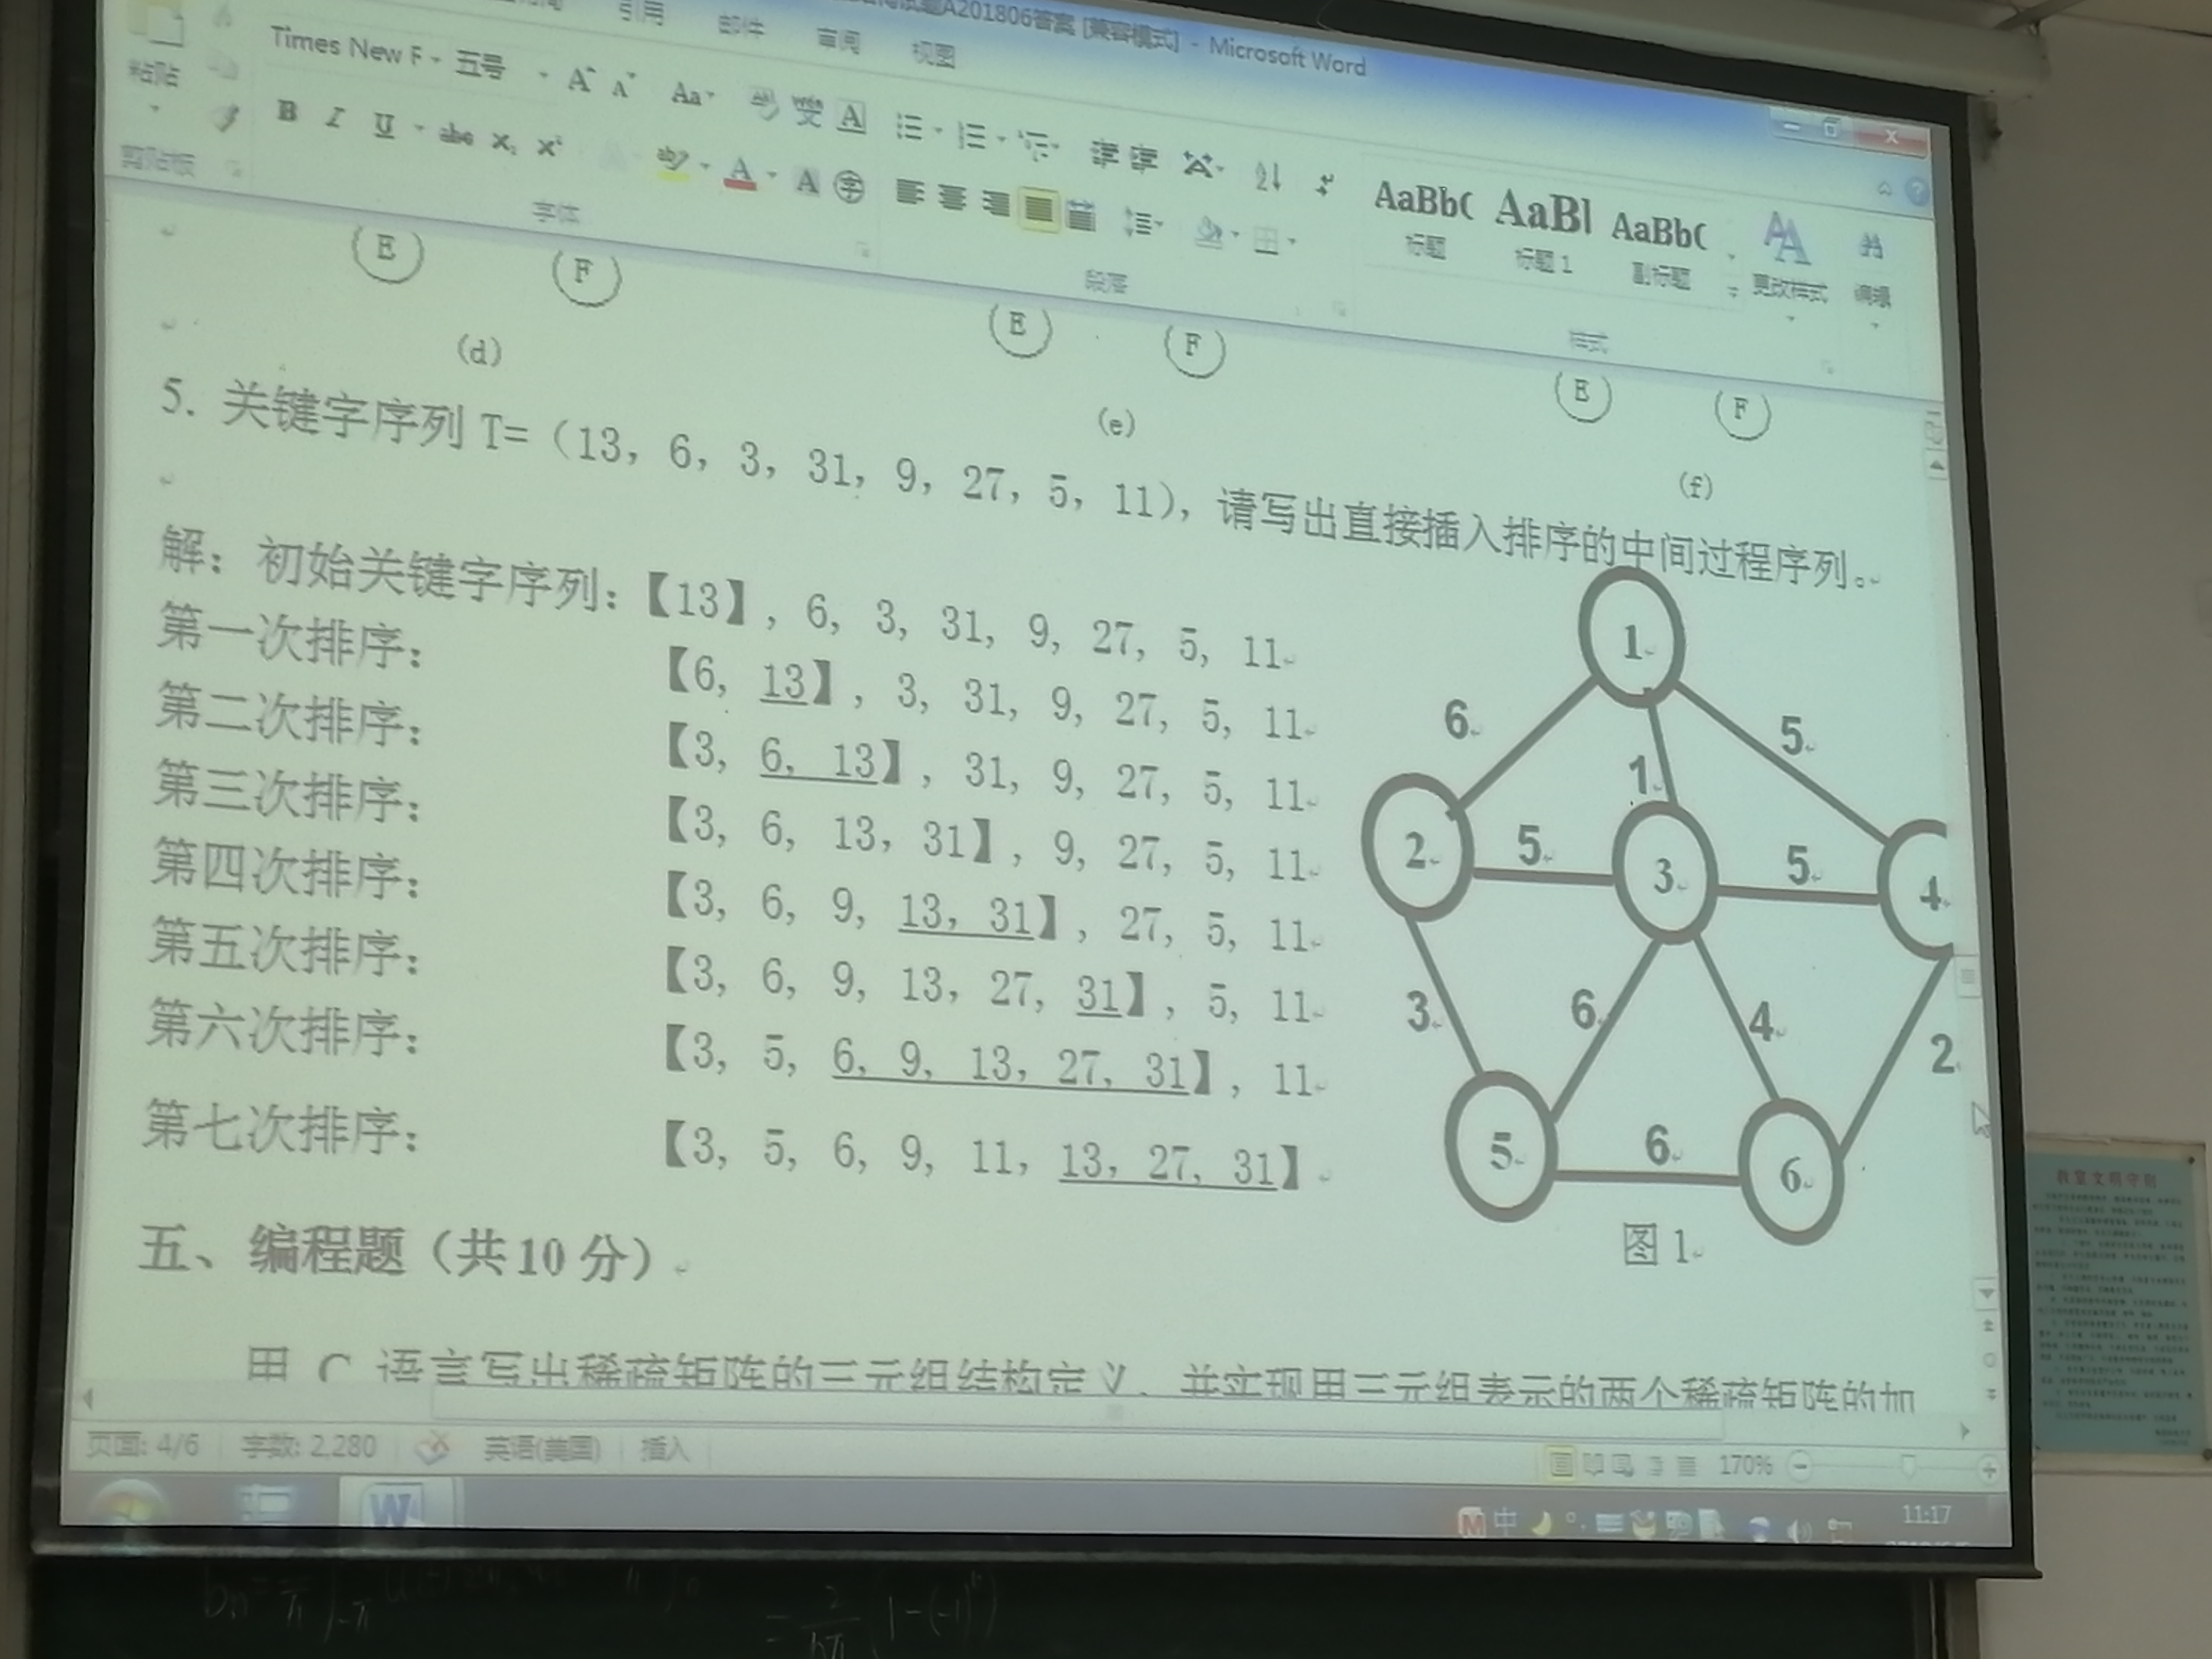 试题A201806答案 [兼容模式] - Microsoft Word
引用 邮件 审阅 视图
粘贴
剪贴板
Times New F 五号
字体
段落
AaBbC AaBl AaBbC
标题 标题 1 副标题
更改样式 编辑
样式
E F E F E F
(d) (e) (f)
5. 关键字序列 T=（13, 6, 3, 31, 9, 27, 5, 11），请写出直接插入排序的中间过程序列。
解：初始关键字序列：【13】, 6, 3, 31, 9, 27, 5, 11
第一次排序： 【6, 13】, 3, 31, 9, 27, 5, 11
第二次排序： 【3, 6, 13】, 31, 9, 27, 5, 11
第三次排序： 【3, 6, 13, 31】, 9, 27, 5, 11
第四次排序： 【3, 6, 9, 13, 31】, 27, 5, 11
第五次排序： 【3, 6, 9, 13, 27, 31】, 5, 11
第六次排序： 【3, 5, 6, 9, 13, 27, 31】, 11
第七次排序： 【3, 5, 6, 9, 11, 13, 27, 31】
1
6 1 5
2 5 3 5 4
3 6 4 2
5 6 6
图 1
五、编程题（共10 分）
用 C 语言写出稀疏矩阵的三元组结构定义，并实现用三元组表示的两个稀疏矩阵的加
页面: 4/6 字数: 2,280 英语(美国) 插入 170%
中
11:17
教室文明守则